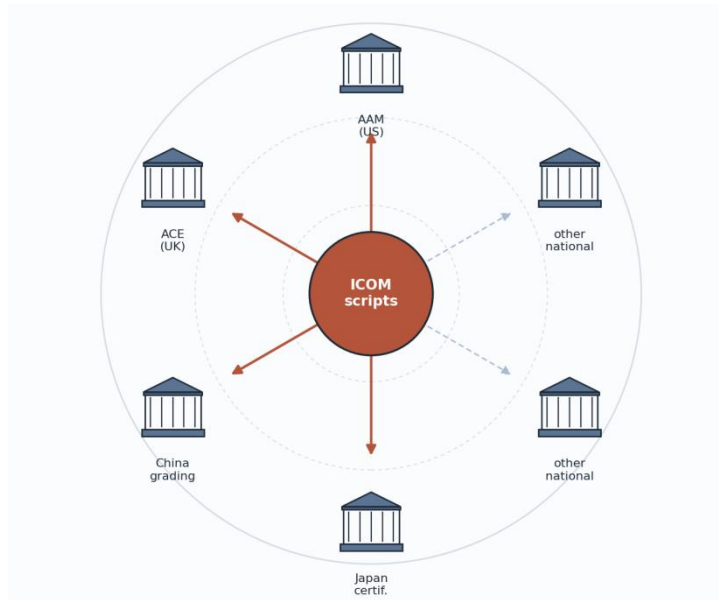 AAM
(US)
ACE
(UK)
other
national
ICOM
scripts
China
grading
other
national
Japan
certif.